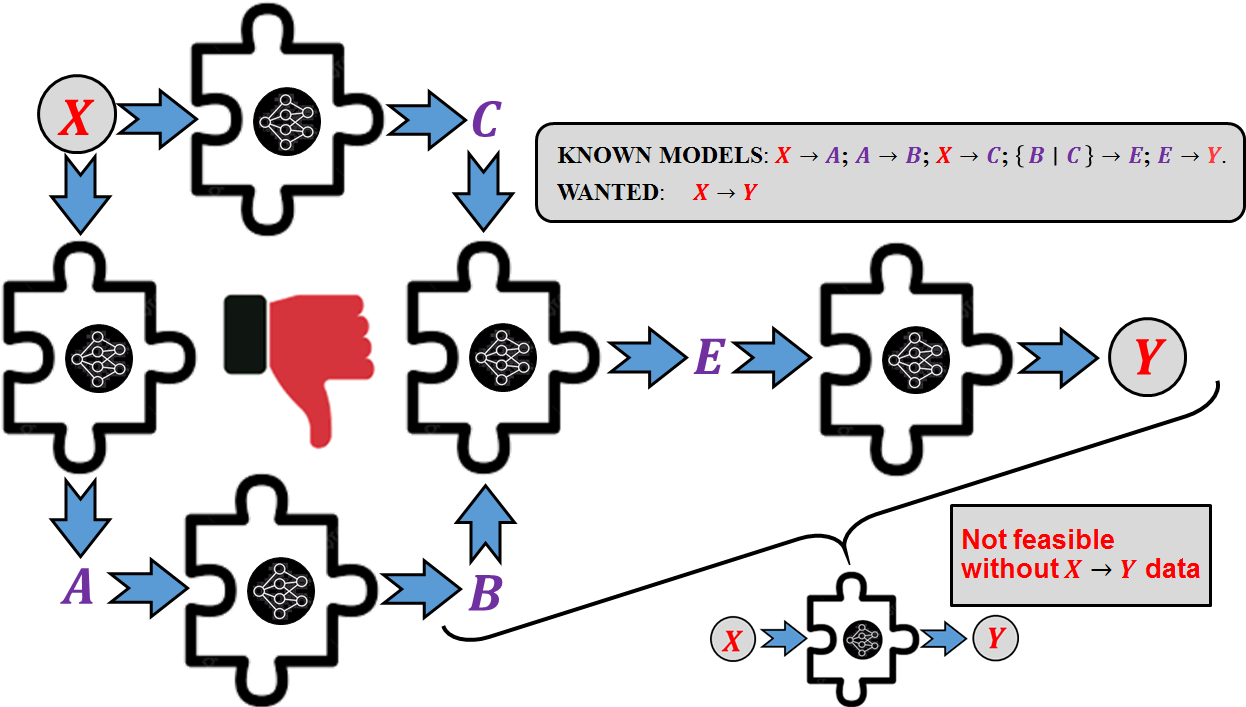 X
C
KNOWN MODELS: X → A; A → B; X → C; { B | C } → E; E → Y.
WANTED: X → Y
E
Y
A
B
Not feasible
without X → Y data
X
Y